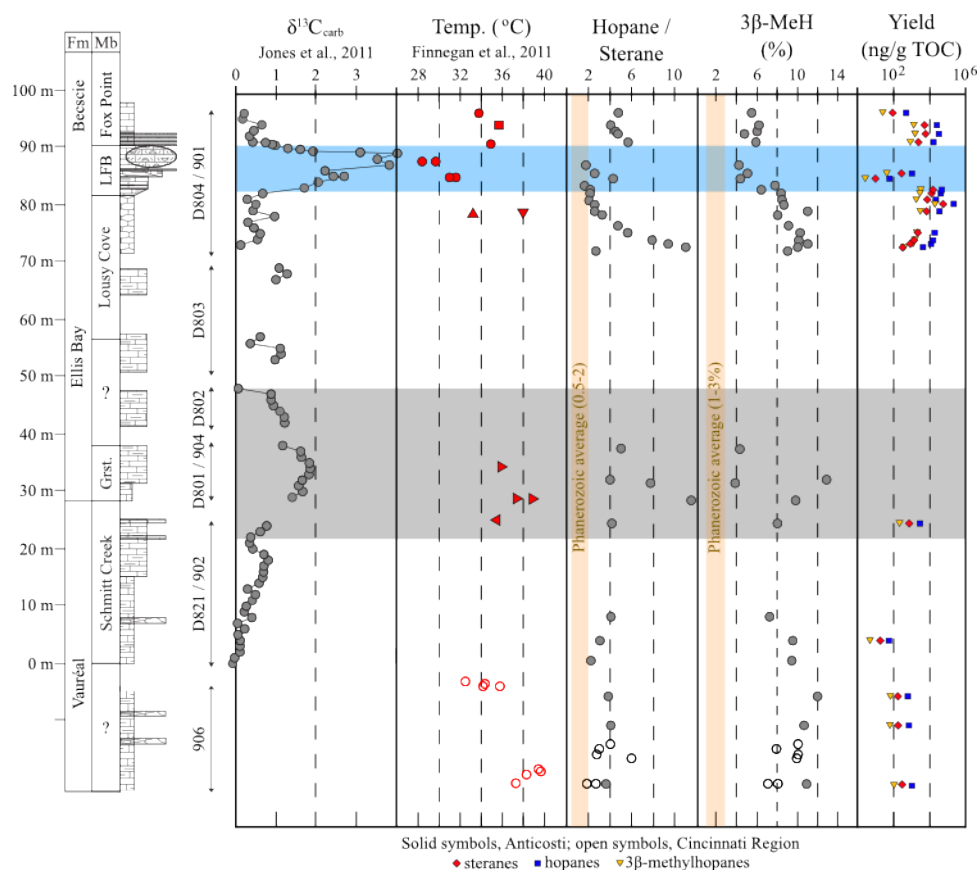 δ¹³Ccarb
Jones et al., 2011
0 1 2 3
Temp. (°C)
Finnegan et al., 2011
28 32 36 40
Hopane /
Sterane
2 6 10
3β-MeH
(%)
2 6 10 14
Yield
(ng/g TOC)
10² 10⁶
Fm Mb
100 m
90 m
80 m
70 m
60 m
50 m
40 m
30 m
20 m
10 m
0 m
Becscie
Ellis Bay
Vauréal
Fox Point
LFB
Lousy Cove
?
Grst.
Schmitt Creek
?
D804 / 901
D803
D802
D801 / 904
D821 / 902
906
Phanerozoic average (0.5-2)
Phanerozoic average (1-3%)
Solid symbols, Anticosti; open symbols, Cincinnati Region
steranes hopanes 3β-methylhopanes